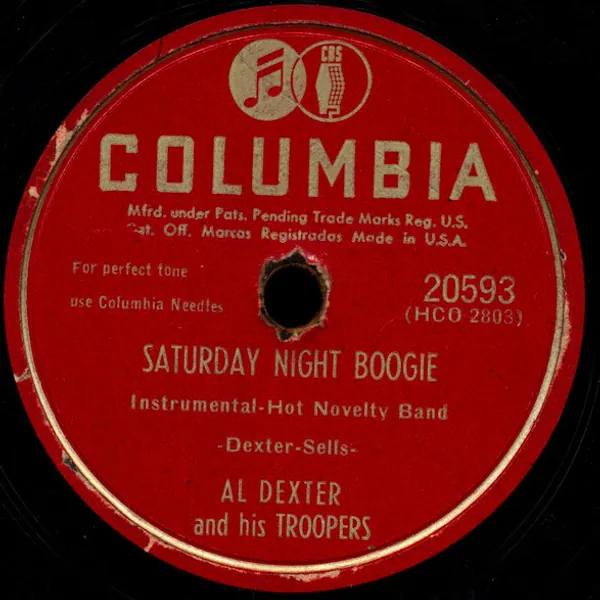 CBS
COLUMBIA
Mfrd. under Pats. Pending Trade Marks Reg. U.S.
Pat. Off. Marcas Registradas Made in U.S.A.
For perfect tone
use Columbia Needles
20593
(HCO 2803)
SATURDAY NIGHT BOOGIE
Instrumental-Hot Novelty Band
-Dexter-Sells-
AL DEXTER
and his TROOPERS